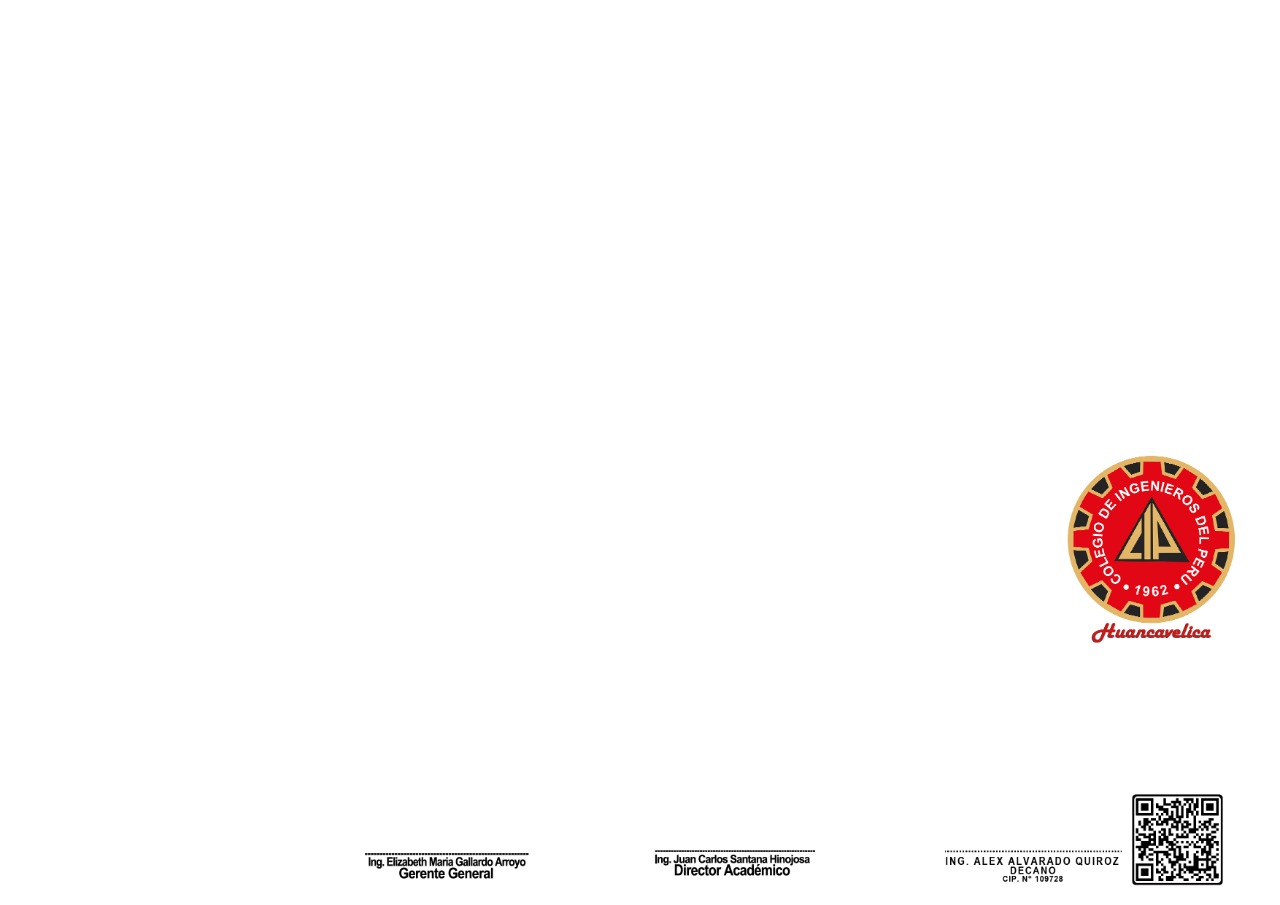 COLEGIO DE INGENIEROS DEL PERU
• 1962 •
CIP
Huancavelica
Ing. Elizabeth Maria Gallardo Arroyo
Gerente General
Ing. Juan Carlos Santana Hinojosa
Director Académico
ING. ALEX ALVARADO QUIROZ
DECANO
CIP. N° 109728